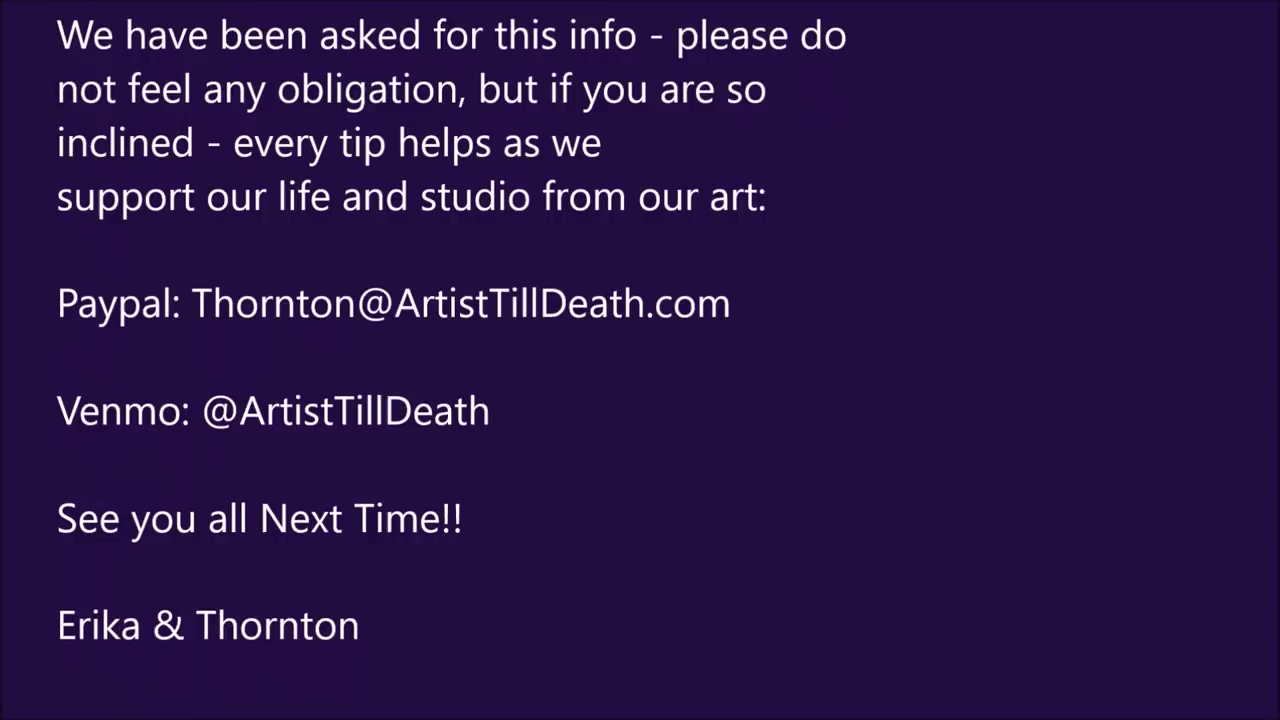 We have been asked for this info - please do
not feel any obligation, but if you are so
inclined - every tip helps as we
support our life and studio from our art:
Paypal: Thornton@ArtistTillDeath.com
Venmo: @ArtistTillDeath
See you all Next Time!!
Erika & Thornton